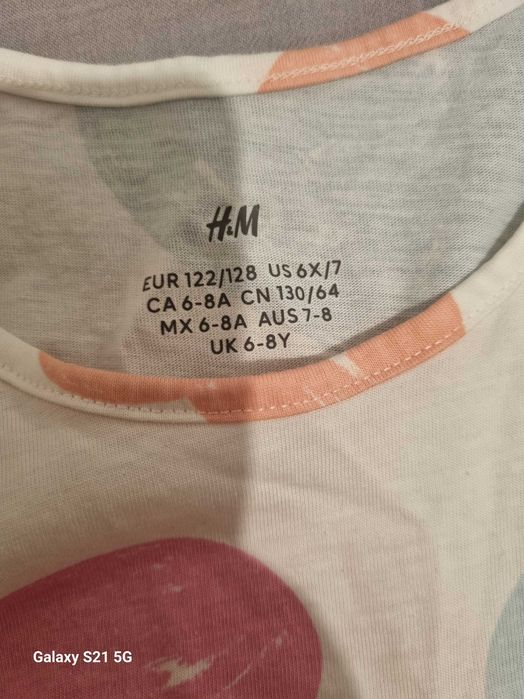 H&M
EUR 122/128 US 6X/7
CA 6-8A CN 130/64
MX 6-8A AUS 7-8
UK 6-8Y
Galaxy S21 5G